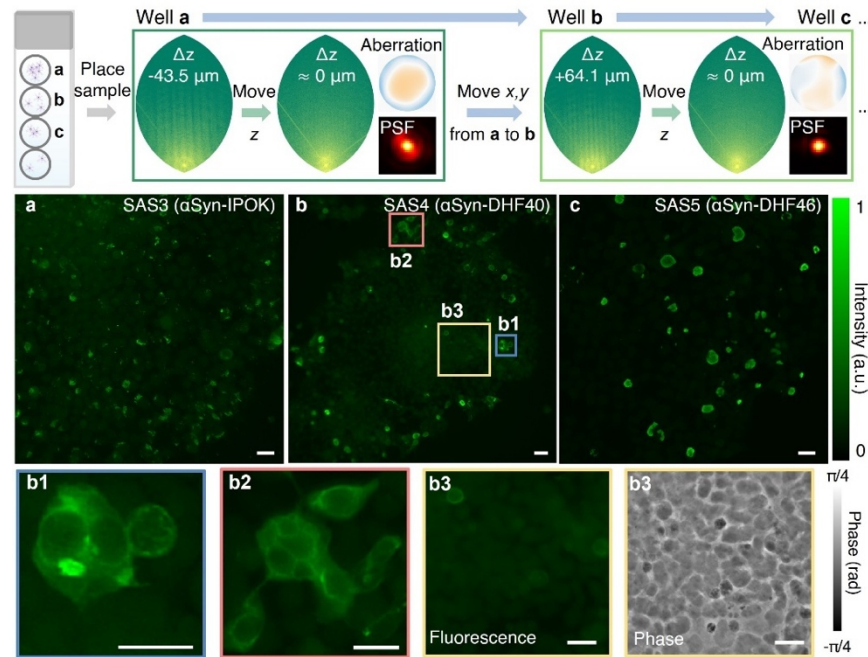 Well a
Well b
Well c ...
a
b
c
Place
sample
Δz
-43.5 µm
Move
z
Δz
≈ 0 µm
Aberration
PSF
Move x,y
from a to b
Δz
+64.1 µm
Move
z
Δz
≈ 0 µm
Aberration
PSF
...
a
SAS3 (αSyn-IPOK)
b
SAS4 (αSyn-DHF40)
b2
b3
b1
c
SAS5 (αSyn-DHF46)
1
Intensity (a.u.)
0
b1
b2
b3
Fluorescence
b3
Phase
π/4
Phase (rad)
-π/4